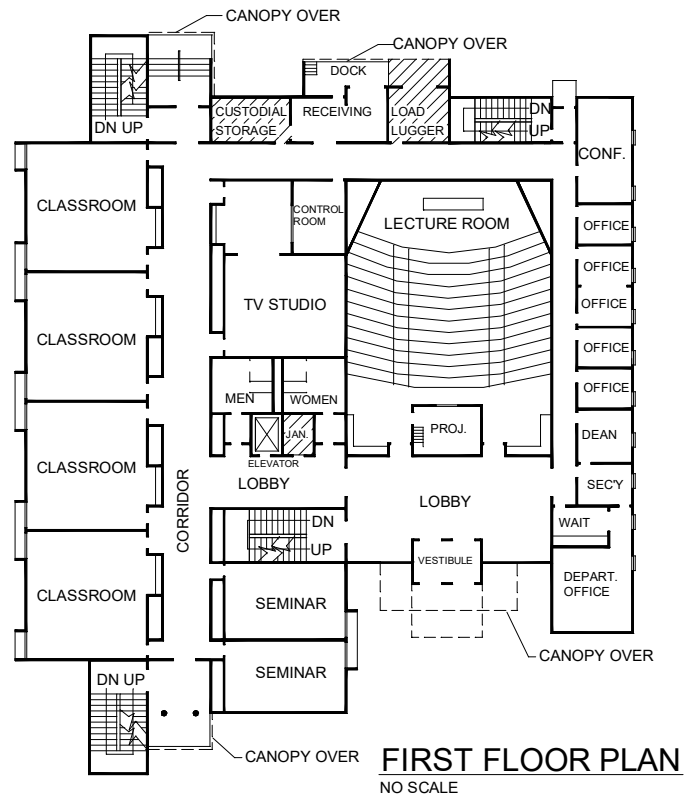 CANOPY OVER
CANOPY OVER
DOCK
DN UP
CUSTODIAL
STORAGE
RECEIVING
LOAD
LUGGER
DN
UP
CONF.
CLASSROOM
CONTROL
ROOM
LECTURE ROOM
OFFICE
OFFICE
TV STUDIO
OFFICE
CLASSROOM
OFFICE
OFFICE
MEN
WOMEN
PROJ.
JAN.
DEAN
ELEVATOR
CLASSROOM
CORRIDOR
LOBBY
LOBBY
SEC'Y
DN
UP
WAIT
VESTIBULE
CLASSROOM
SEMINAR
DEPART.
OFFICE
CANOPY OVER
SEMINAR
DN UP
CANOPY OVER
FIRST FLOOR PLAN
NO SCALE